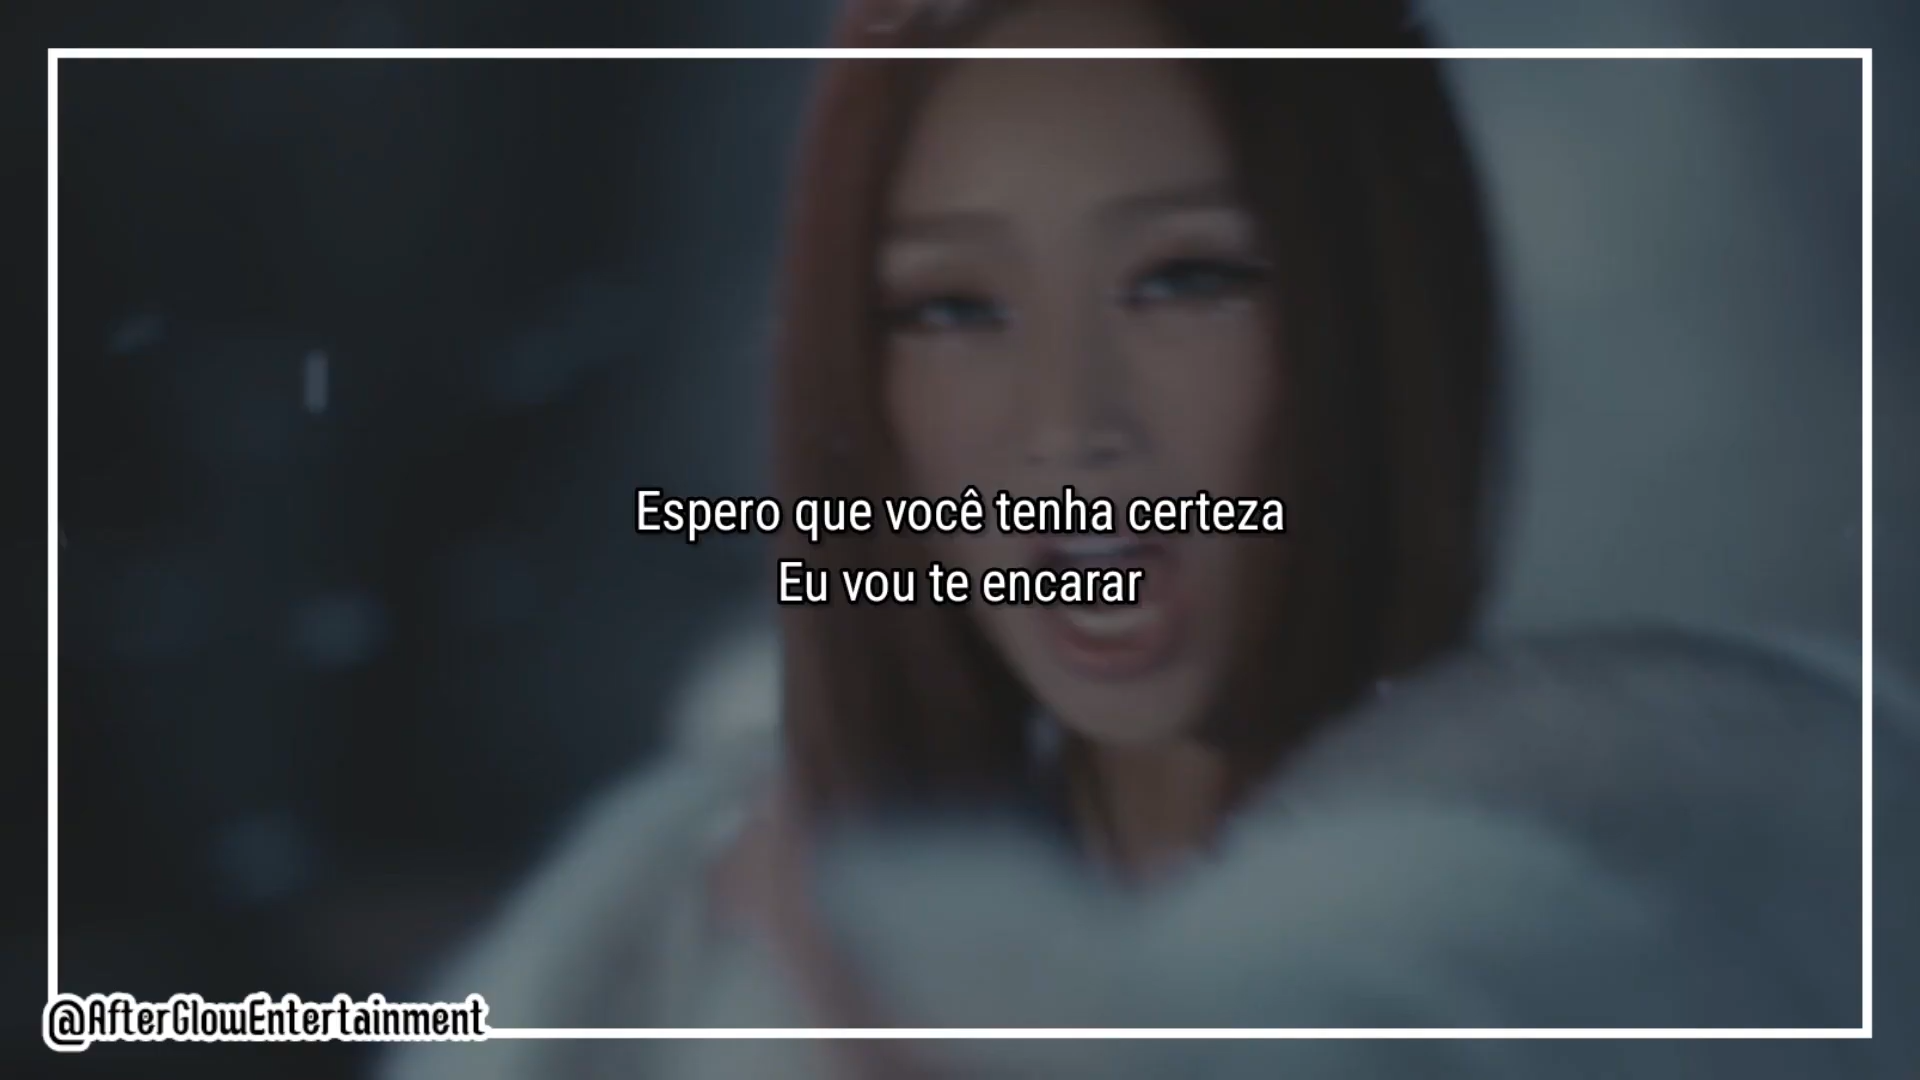 Espero que você tenha certeza
Eu vou te encarar
@AfterGlowEntertainment